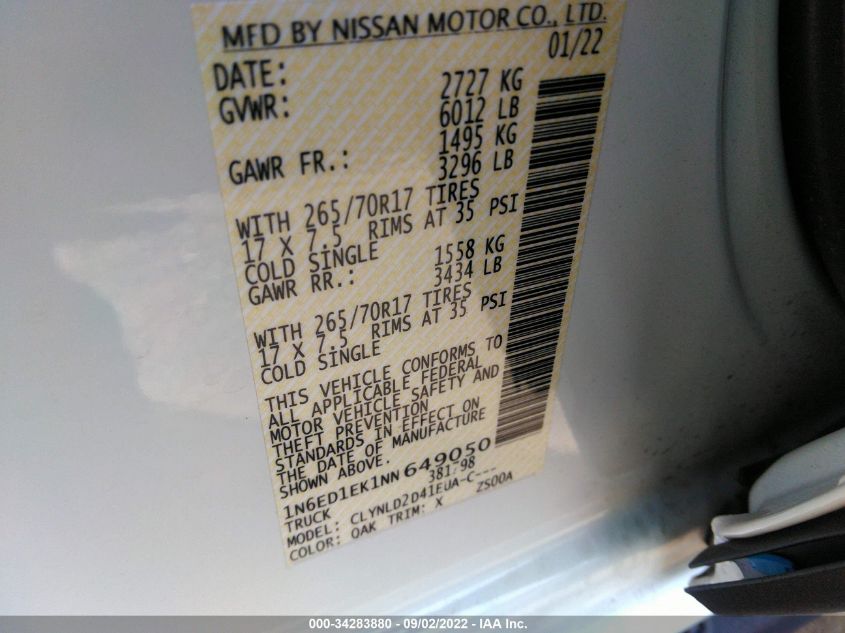 MFD BY NISSAN MOTOR CO., LTD.
DATE: 01/22
GVWR: 2727 KG
6012 LB
GAWR FR.: 1495 KG
3296 LB
WITH 265/70R17 TIRES
17 X 7.5 RIMS AT 35 PSI
COLD SINGLE
GAWR RR.: 1558 KG
3434 LB
WITH 265/70R17 TIRES
17 X 7.5 RIMS AT 35 PSI
COLD SINGLE
THIS VEHICLE CONFORMS TO
ALL APPLICABLE FEDERAL
MOTOR VEHICLE SAFETY AND
THEFT PREVENTION
STANDARDS IN EFFECT ON
THE DATE OF MANUFACTURE
SHOWN ABOVE.
1N6ED1EK1NN649050
TRUCK 381798
MODEL: CLYNLD2D41EUA-C---
COLOR: OAK TRIM: X ZS00A
000-34283880 - 09/02/2022 - IAA Inc.